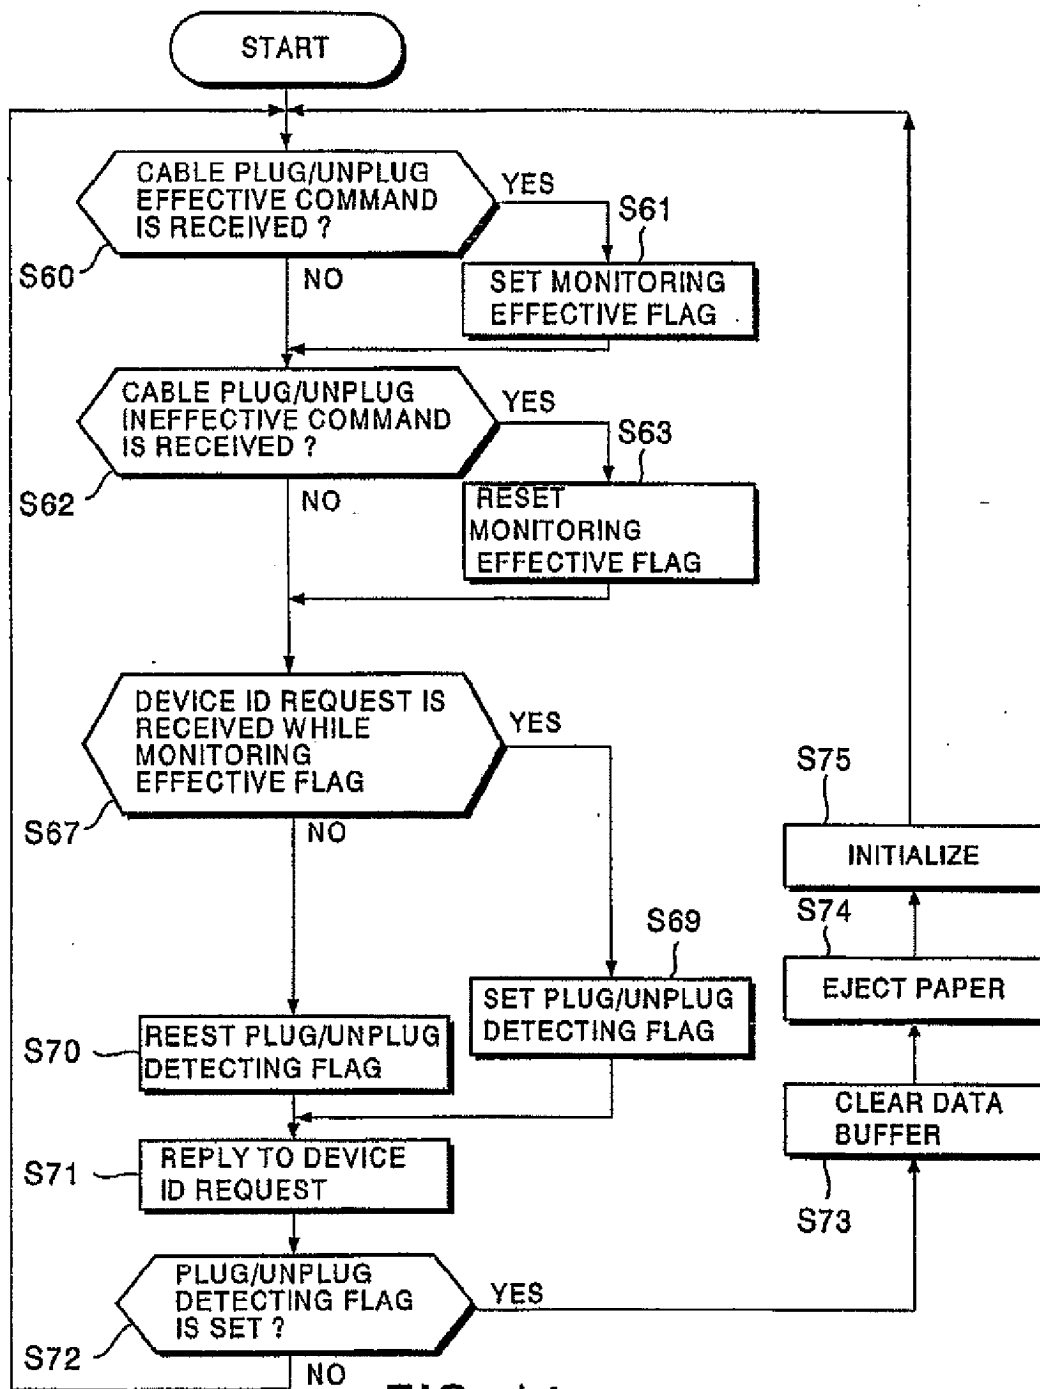 START
CABLE PLUG/UNPLUG
EFFECTIVE COMMAND
IS RECEIVED ?
YES
S60
NO
S61
SET MONITORING
EFFECTIVE FLAG
CABLE PLUG/UNPLUG
INEFFECTIVE COMMAND
IS RECEIVED ?
YES
S62
NO
S63
RESET
MONITORING
EFFECTIVE FLAG
DEVICE ID REQUEST IS
RECEIVED WHILE
MONITORING
EFFECTIVE FLAG
YES
S67
NO
S69
SET PLUG/UNPLUG
DETECTING FLAG
S70
REEST PLUG/UNPLUG
DETECTING FLAG
S71
REPLY TO DEVICE
ID REQUEST
PLUG/UNPLUG
DETECTING FLAG
IS SET ?
YES
S72
NO
S75
INITIALIZE
S74
EJECT PAPER
CLEAR DATA
BUFFER
S73